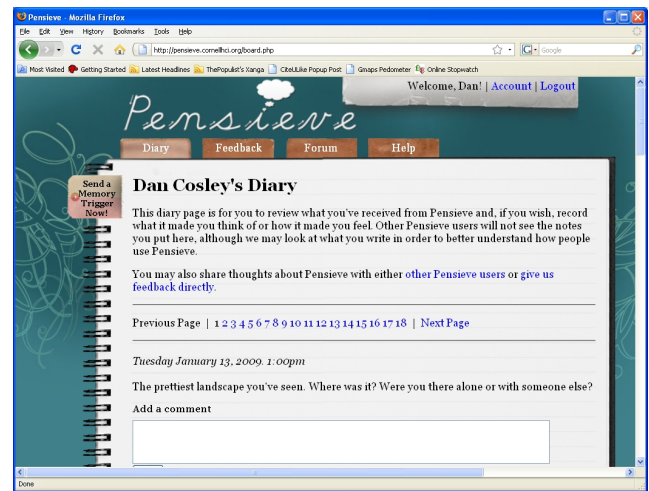 Pensieve - Mozilla Firefox
File Edit View History Bookmarks Tools Help
http://pensieve.cornellhci.org/board.php
Google
Most Visited Getting Started Latest Headlines ThePopulist's Xanga CiteULike Popup Post Gmaps Pedometer Online Stopwatch
Welcome, Dan! | Account | Logout
Pensieve
Diary Feedback Forum Help
Send a
Memory
Trigger
Now!
Dan Cosley's Diary
This diary page is for you to review what you've received from Pensieve and, if you wish, record
what it made you think of or how it made you feel. Other Pensieve users will not see the notes
you put here, although we may look at what you write in order to better understand how people
use Pensieve.
You may also share thoughts about Pensieve with either other Pensieve users or give us
feedback directly.
Previous Page | 1 2 3 4 5 6 7 8 9 10 11 12 13 14 15 16 17 18 | Next Page
Tuesday January 13, 2009. 1:00pm
The prettiest landscape you've seen. Where was it? Were you there alone or with someone else?
Add a comment
Done